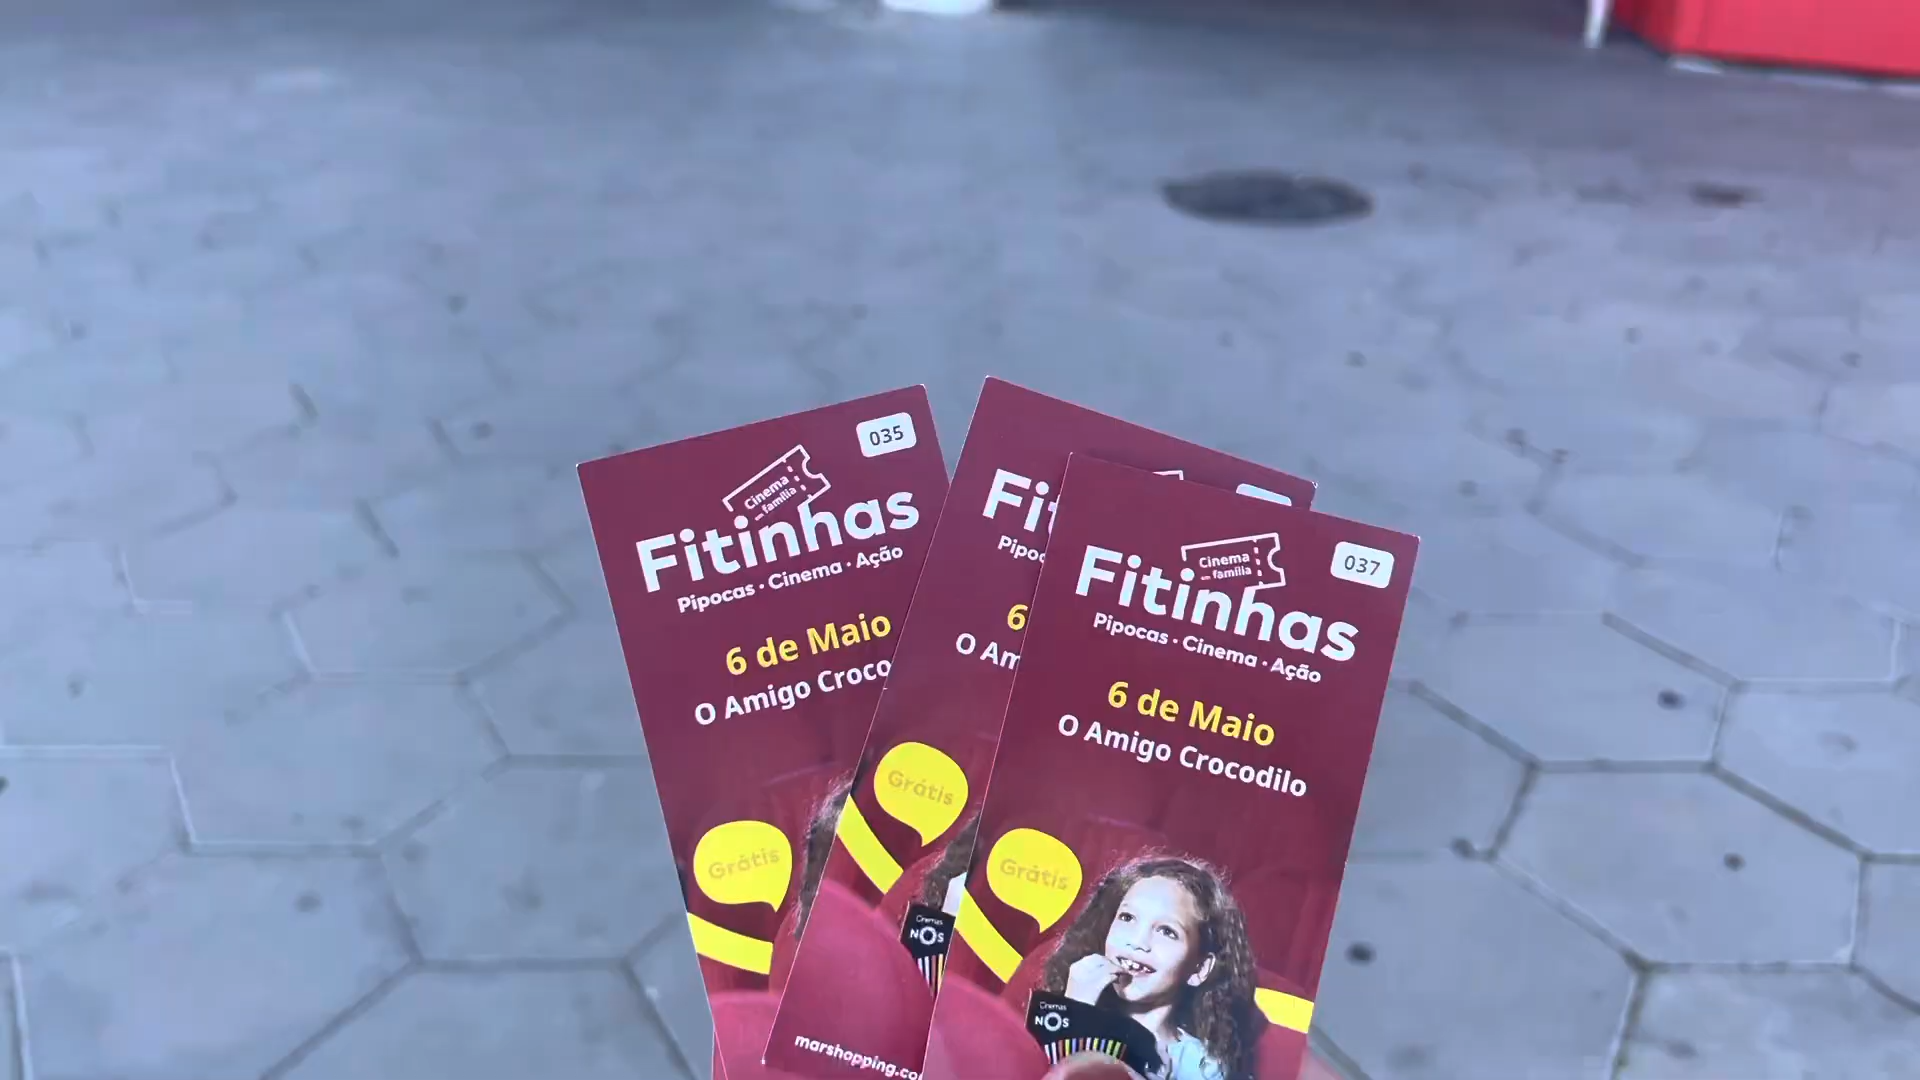 035
Cinema
em família
Fitinhas
Pipocas · Cinema · Ação
6 de Maio
O Amigo Croco
Grátis
Fi
Pipoc
6
O Am
Grátis
Cinemas
NOS
marshopping.co
037
Cinema
em família
Fitinhas
Pipocas · Cinema · Ação
6 de Maio
O Amigo Crocodilo
Grátis
Cinemas
NOS